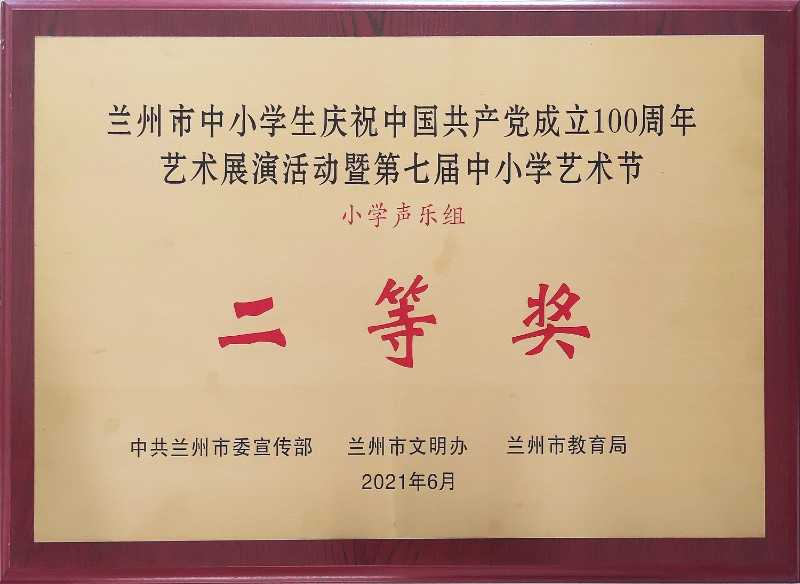 兰州市中小学生庆祝中国共产党成立100周年
艺术展演活动暨第七届中小学艺术节
小学声乐组
二等奖
中共兰州市委宣传部 兰州市文明办 兰州市教育局
2021年6月